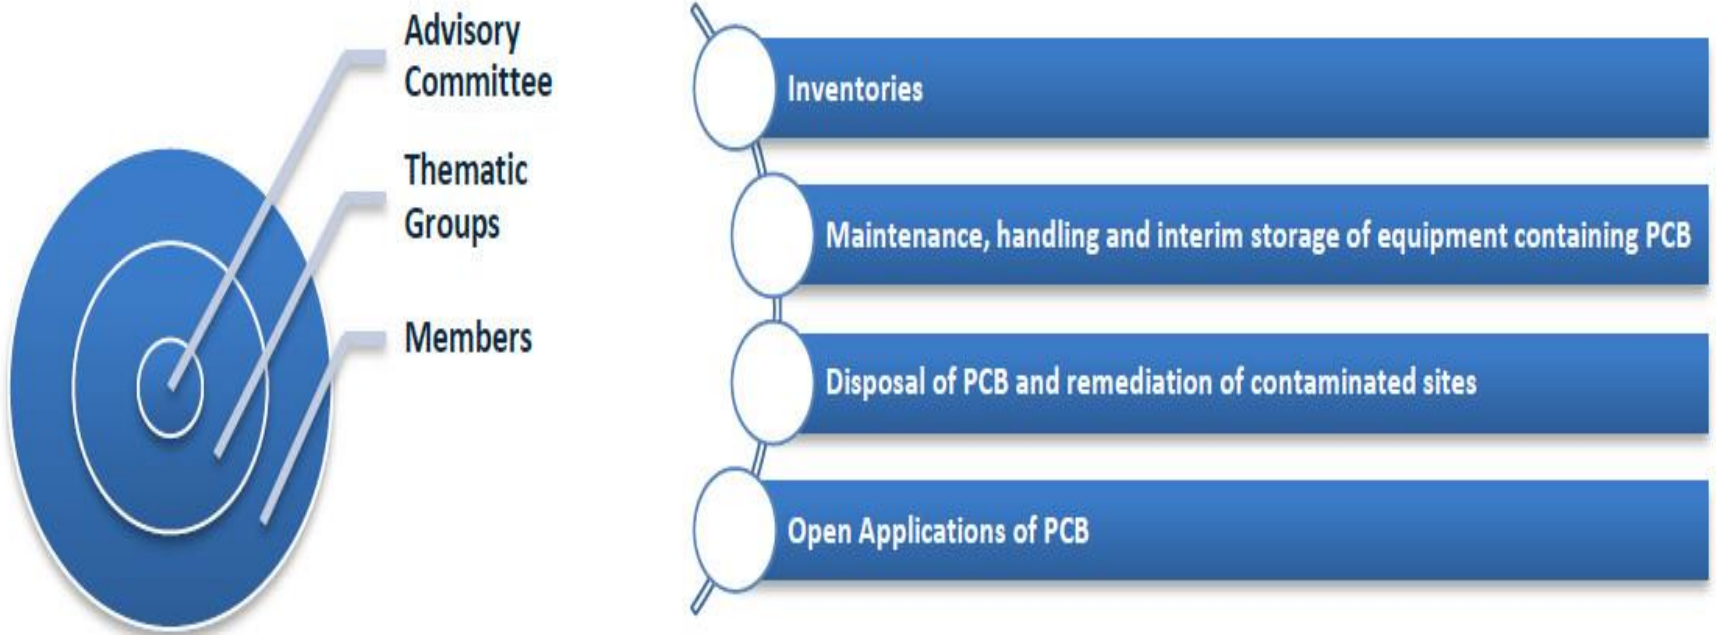 Advisory
Committee
Thematic
Groups
Members
Inventories
Maintenance, handling and interim storage of equipment containing PCB
Disposal of PCB and remediation of contaminated sites
Open Applications of PCB